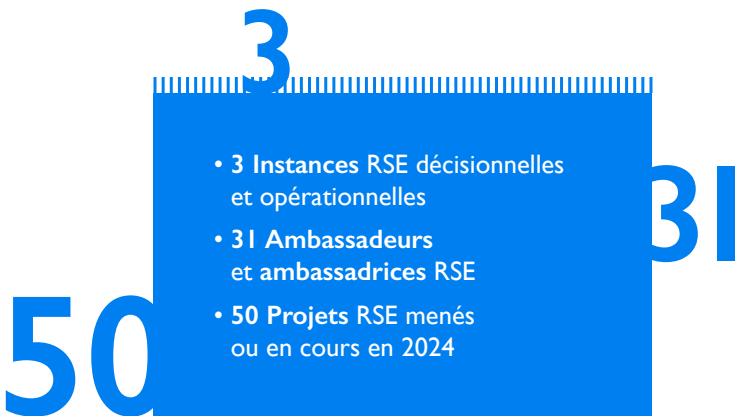 3
• 3 Instances RSE décisionnelles
et opérationnelles
• 31 Ambassadeurs
et ambassadrices RSE
• 50 Projets RSE menés
ou en cours en 2024
31
50